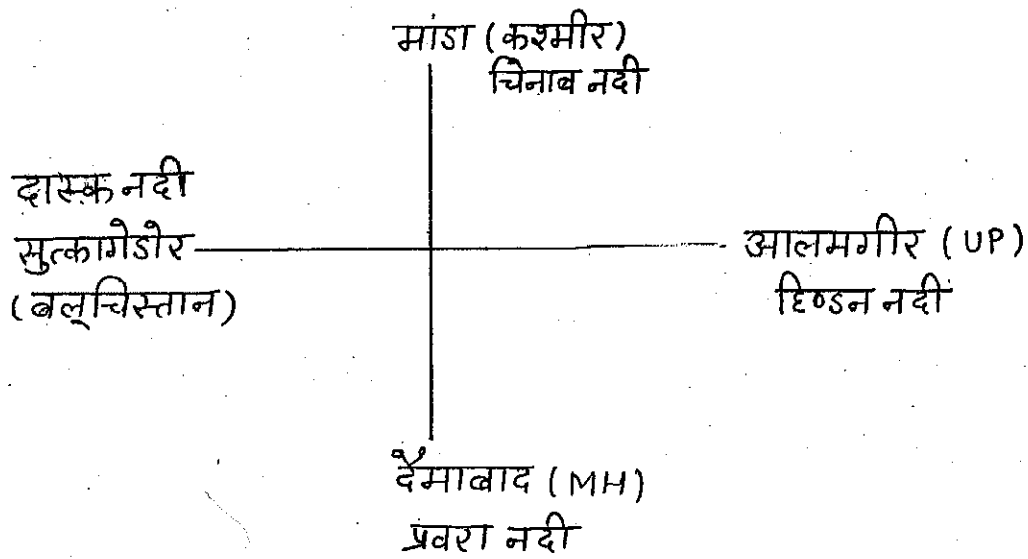 मांडा (कश्मीर)
चिनाब नदी
दास्क नदी
सुत्कागेडोर
(बलूचिस्तान)
आलमगीर (UP)
हिण्डन नदी
दैमाबाद (MH)
प्रवरा नदी